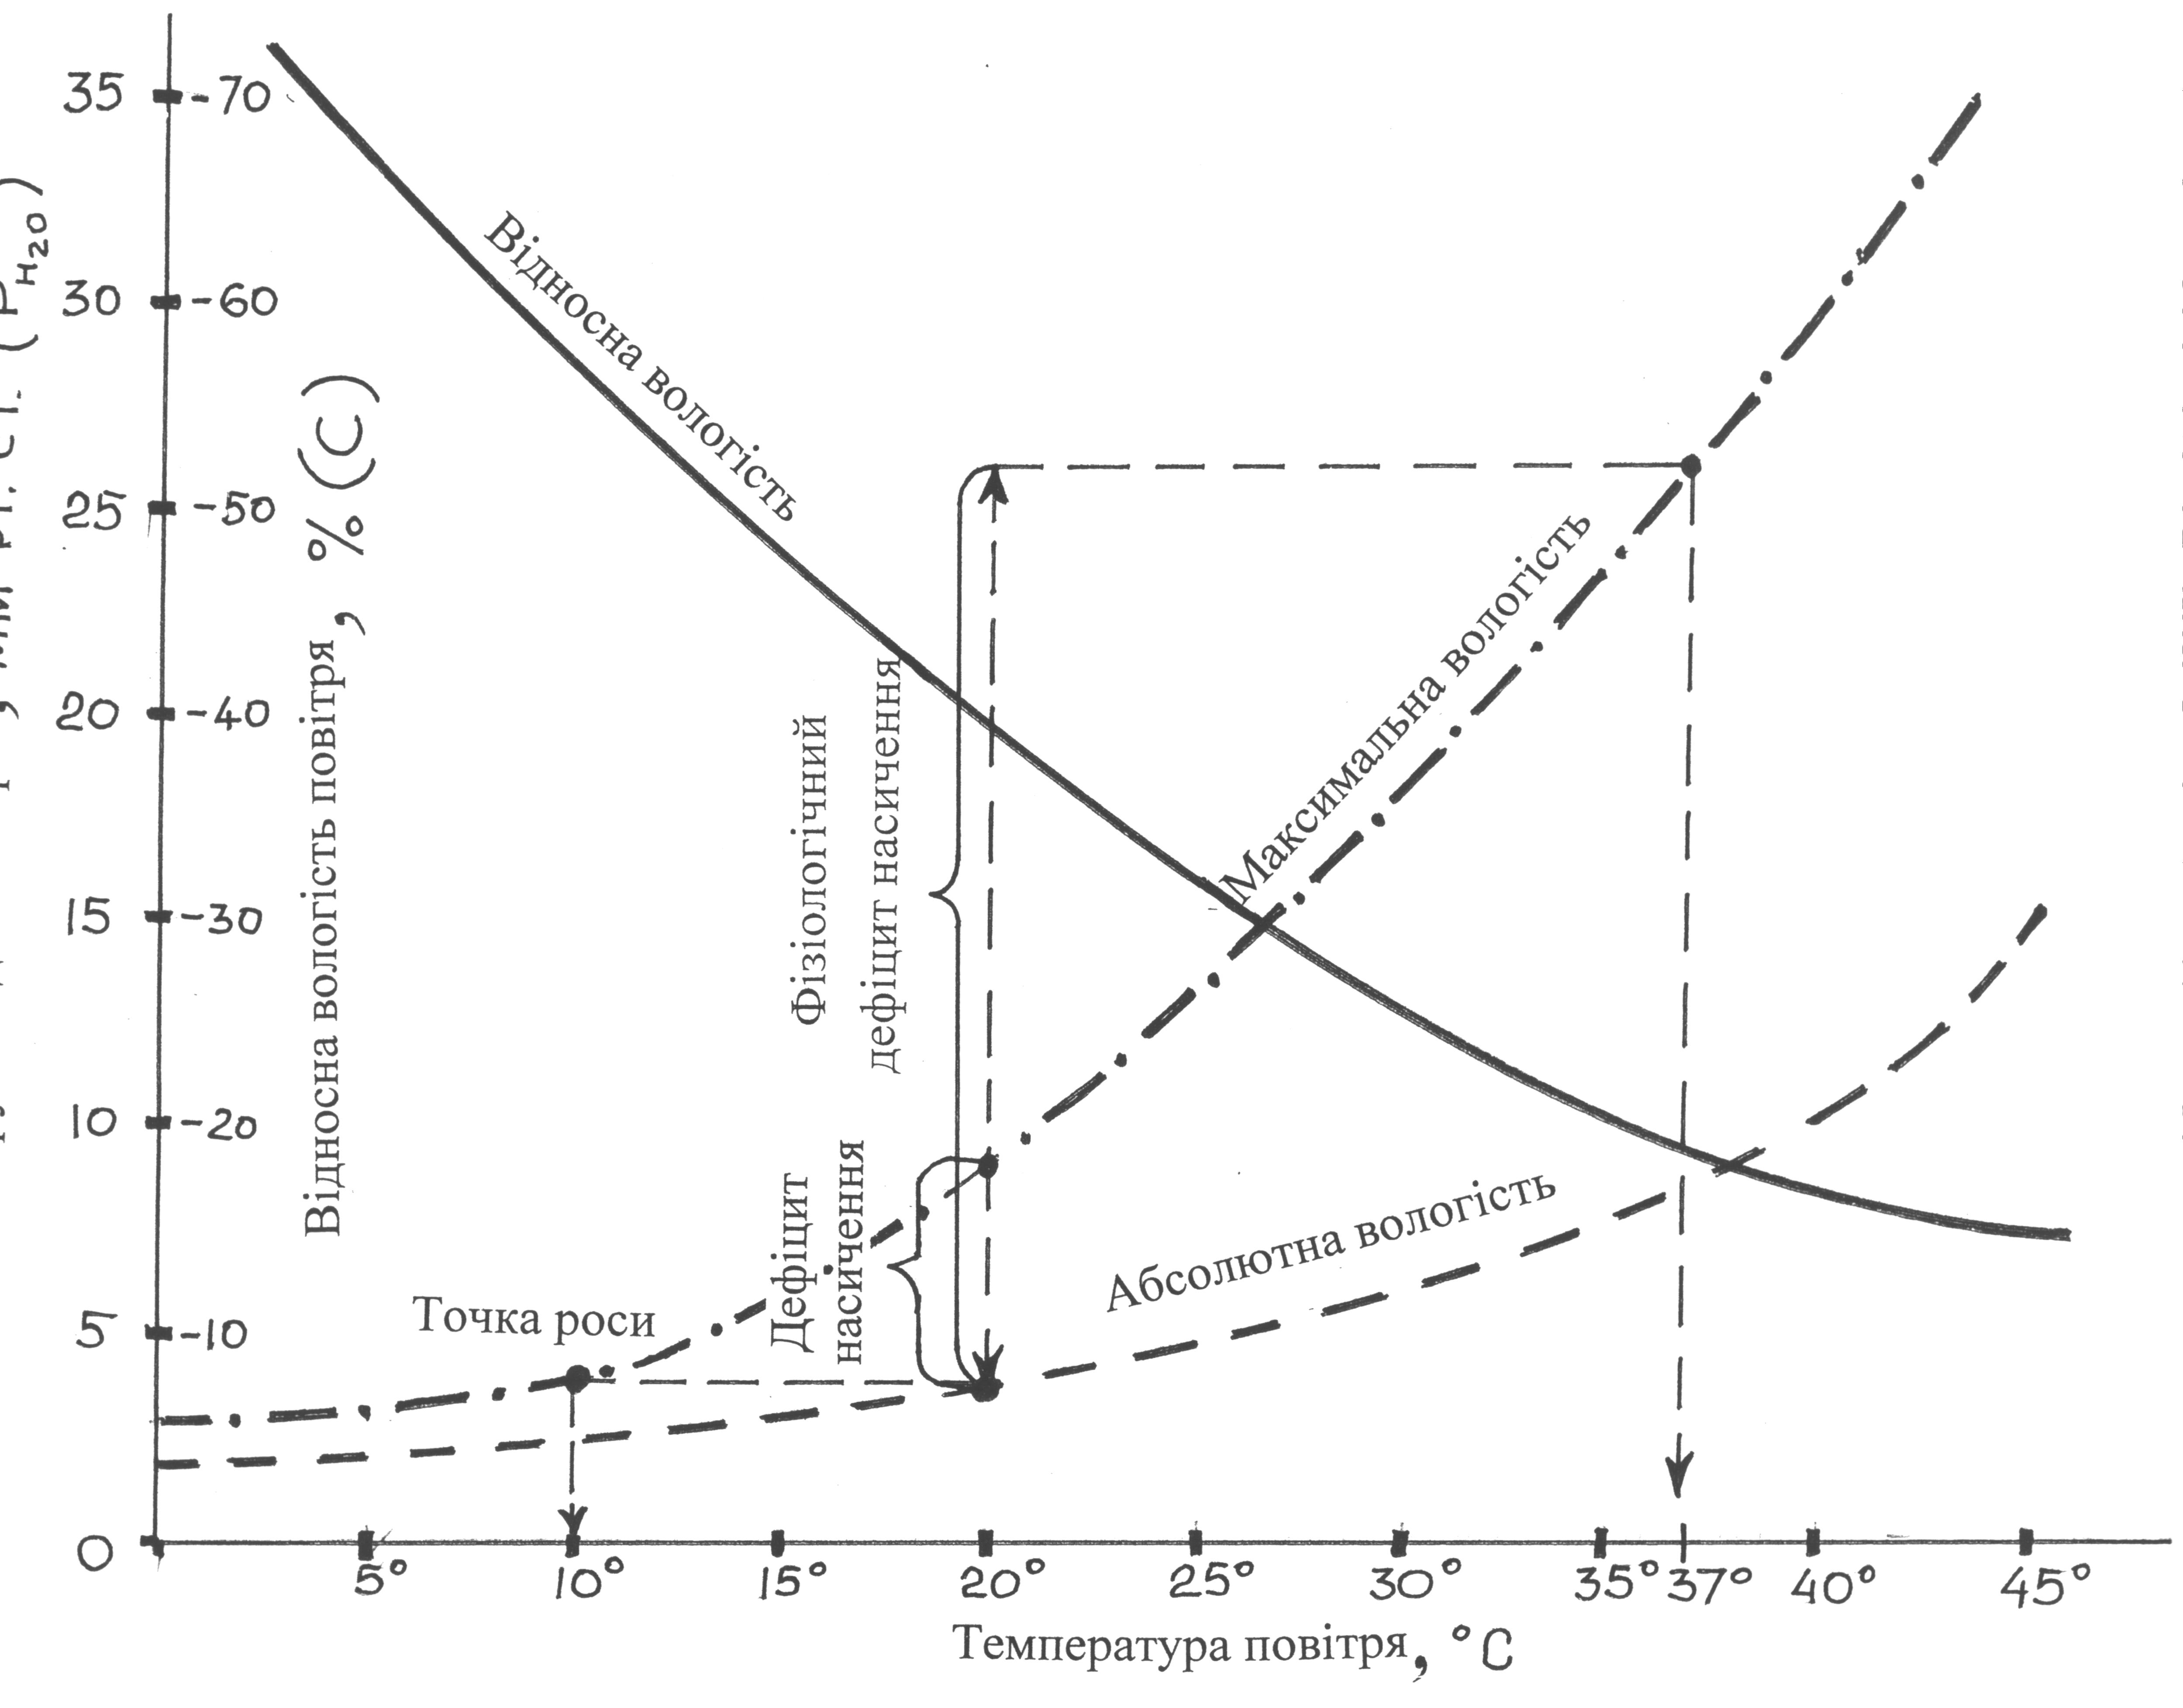 35
-70
30
-60
25
-50
20
-40
15
-30
10
-20
5
-10
0
(P H₂O)
Відносна вологість повітря, % (С)
Відносна вологість
Фізіологічний
дефіцит насичення
Максимальна вологість
Дефіцит
насичення
Точка роси
Абсолютна вологість
5°
10°
15°
20°
25°
30°
35°
37°
40°
45°
Температура повітря, °С